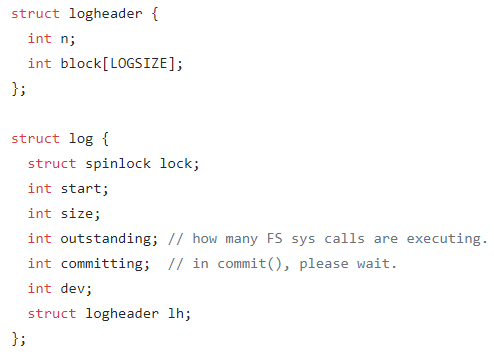 struct logheader {
  int n;
  int block[LOGSIZE];
};

struct log {
  struct spinlock lock;
  int start;
  int size;
  int outstanding; // how many FS sys calls are executing.
  int committing;  // in commit(), please wait.
  int dev;
  struct logheader lh;
};